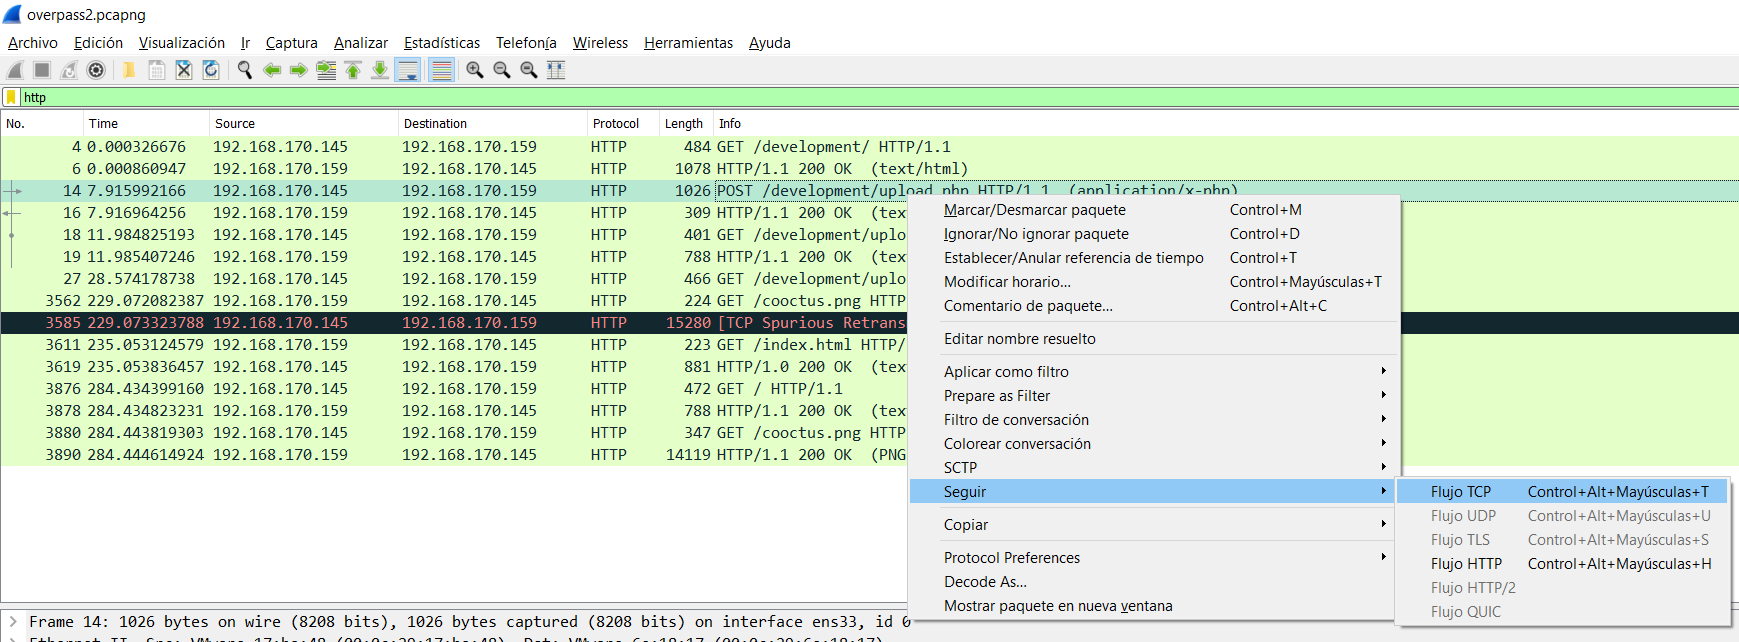 overpass2.pcapng
Archivo Edición Visualización Ir Captura Analizar Estadísticas Telefonía Wireless Herramientas Ayuda
http
No. Time Source Destination Protocol Length Info
4 0.000326676 192.168.170.145 192.168.170.159 HTTP 484 GET /development/ HTTP/1.1
6 0.000860947 192.168.170.159 192.168.170.145 HTTP 1078 HTTP/1.1 200 OK (text/html)
14 7.915992166 192.168.170.145 192.168.170.159 HTTP 1026 POST /development/upload.php HTTP/1.1 (application/x-php)
16 7.916964256 192.168.170.159 192.168.170.145 HTTP 309 HTTP/1.1 200 OK (tex
18 11.984825193 192.168.170.145 192.168.170.159 HTTP 401 GET /development/uplo
19 11.985407246 192.168.170.159 192.168.170.145 HTTP 788 HTTP/1.1 200 OK (tex
27 28.574178738 192.168.170.145 192.168.170.159 HTTP 466 GET /development/uplo
3562 229.072082387 192.168.170.159 192.168.170.145 HTTP 224 GET /cooctus.png HTTP
3585 229.073323788 192.168.170.145 192.168.170.159 HTTP 15280 [TCP Spurious Retrans
3611 235.053124579 192.168.170.159 192.168.170.145 HTTP 223 GET /index.html HTTP/
3619 235.053836457 192.168.170.145 192.168.170.159 HTTP 881 HTTP/1.0 200 OK (tex
3876 284.434399160 192.168.170.145 192.168.170.159 HTTP 472 GET / HTTP/1.1
3878 284.434823231 192.168.170.159 192.168.170.145 HTTP 788 HTTP/1.1 200 OK (tex
3880 284.443819303 192.168.170.145 192.168.170.159 HTTP 347 GET /cooctus.png HTTP
3890 284.444614924 192.168.170.159 192.168.170.145 HTTP 14119 HTTP/1.1 200 OK (PNG
Marcar/Desmarcar paquete Control+M
Ignorar/No ignorar paquete Control+D
Establecer/Anular referencia de tiempo Control+T
Modificar horario... Control+Mayúsculas+T
Comentario de paquete... Control+Alt+C
Editar nombre resuelto
Aplicar como filtro
Prepare as Filter
Filtro de conversación
Colorear conversación
SCTP
Seguir
Copiar
Protocol Preferences
Decode As...
Mostrar paquete en nueva ventana
Flujo TCP Control+Alt+Mayúsculas+T
Flujo UDP Control+Alt+Mayúsculas+U
Flujo TLS Control+Alt+Mayúsculas+S
Flujo HTTP Control+Alt+Mayúsculas+H
Flujo HTTP/2
Flujo QUIC
Frame 14: 1026 bytes on wire (8208 bits), 1026 bytes captured (8208 bits) on interface ens33, id 0